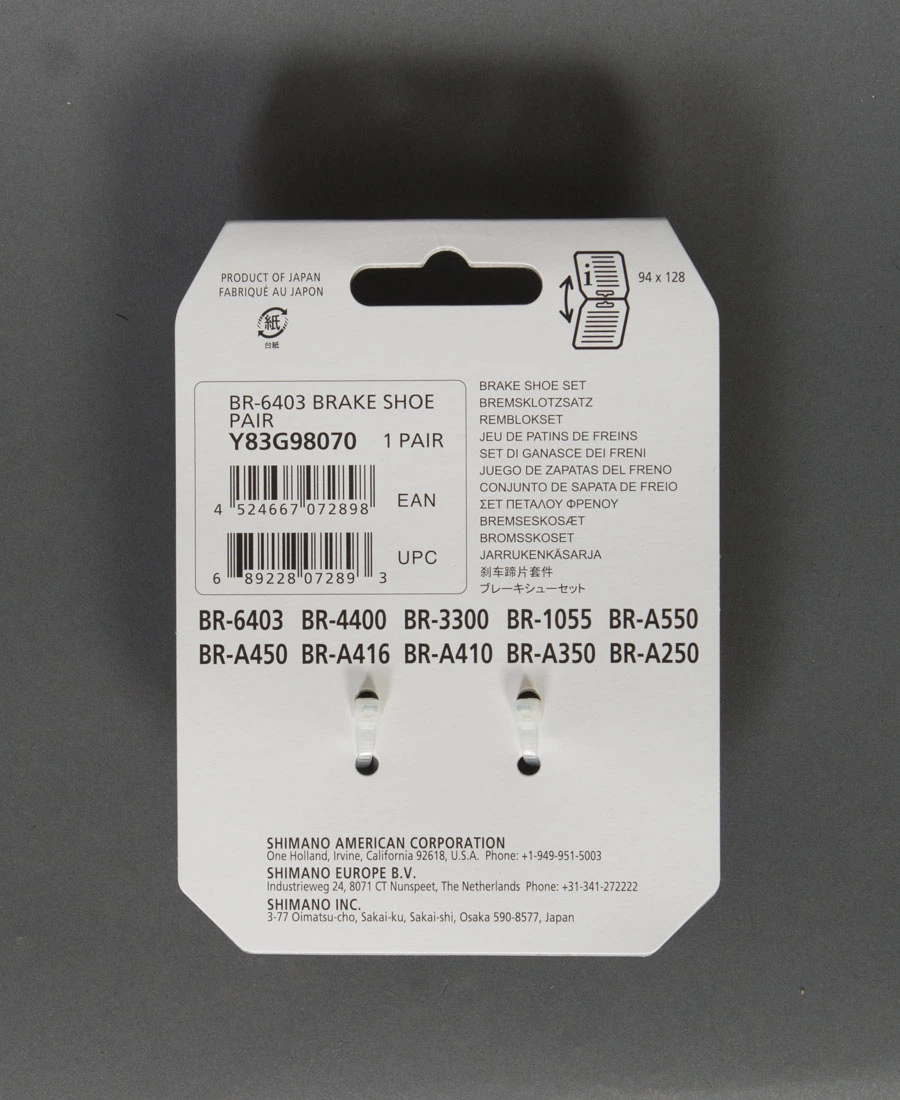 PRODUCT OF JAPAN
FABRIQUÉ AU JAPON
紙
台紙
i
94 x 128
BR-6403 BRAKE SHOE
PAIR
Y83G98070 1 PAIR
4 524667 072898 EAN
6 89228 07289 3 UPC
BRAKE SHOE SET
BREMSKLOTZSATZ
REMBLOKSET
JEU DE PATINS DE FREINS
SET DI GANASCE DEI FRENI
JUEGO DE ZAPATAS DEL FRENO
CONJUNTO DE SAPATA DE FREIO
ΣΕΤ ΠΕΤΑΛΟΥ ΦΡΕΝΟΥ
BREMSESKOSÆT
BROMSSKOSET
JARRUKENKÄSARJA
刹车蹄片套件
ブレーキシューセット
BR-6403 BR-4400 BR-3300 BR-1055 BR-A550
BR-A450 BR-A416 BR-A410 BR-A350 BR-A250
SHIMANO AMERICAN CORPORATION
One Holland, Irvine, California 92618, U.S.A. Phone: +1-949-951-5003
SHIMANO EUROPE B.V.
Industrieweg 24, 8071 CT Nunspeet, The Netherlands Phone: +31-341-272222
SHIMANO INC.
3-77 Oimatsu-cho, Sakai-ku, Sakai-shi, Osaka 590-8577, Japan